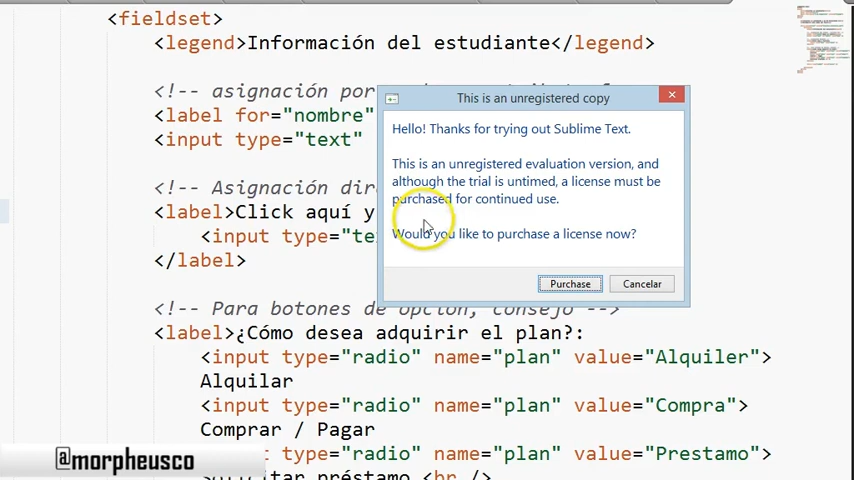 <fieldset>
<legend>Información del estudiante</legend>
<!-- asignación por
<label for="nombre"
<input type="text"
<!-- Asignación dir
<label>Click aquí y
<input type="te
</label>
<!-- Para botones de opción, consejo -->
<label>¿Cómo desea adquirir el plan?:
<input type="radio" name="plan" value="Alquiler">
Alquilar
<input type="radio" name="plan" value="Compra">
Comprar / Pagar
type="radio" name="plan" value="Prestamo">
préstamo <br />
This is an unregistered copy
Hello! Thanks for trying out Sublime Text.
This is an unregistered evaluation version, and
although the trial is untimed, a license must be
purchased for continued use.
Would you like to purchase a license now?
Purchase Cancelar
@morpheusco